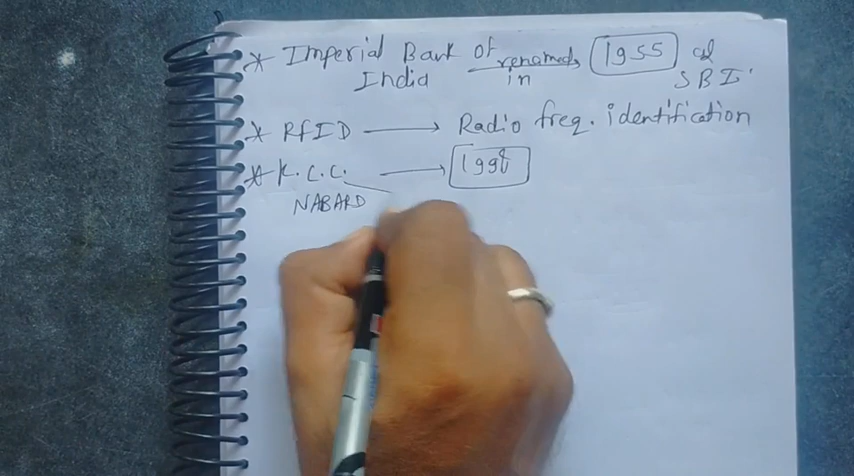 * Imperial Bank Of renamed 1955 as
India in SBI
* RfID → Radio freq. identification
* K.C.C. → 1998
NABARD